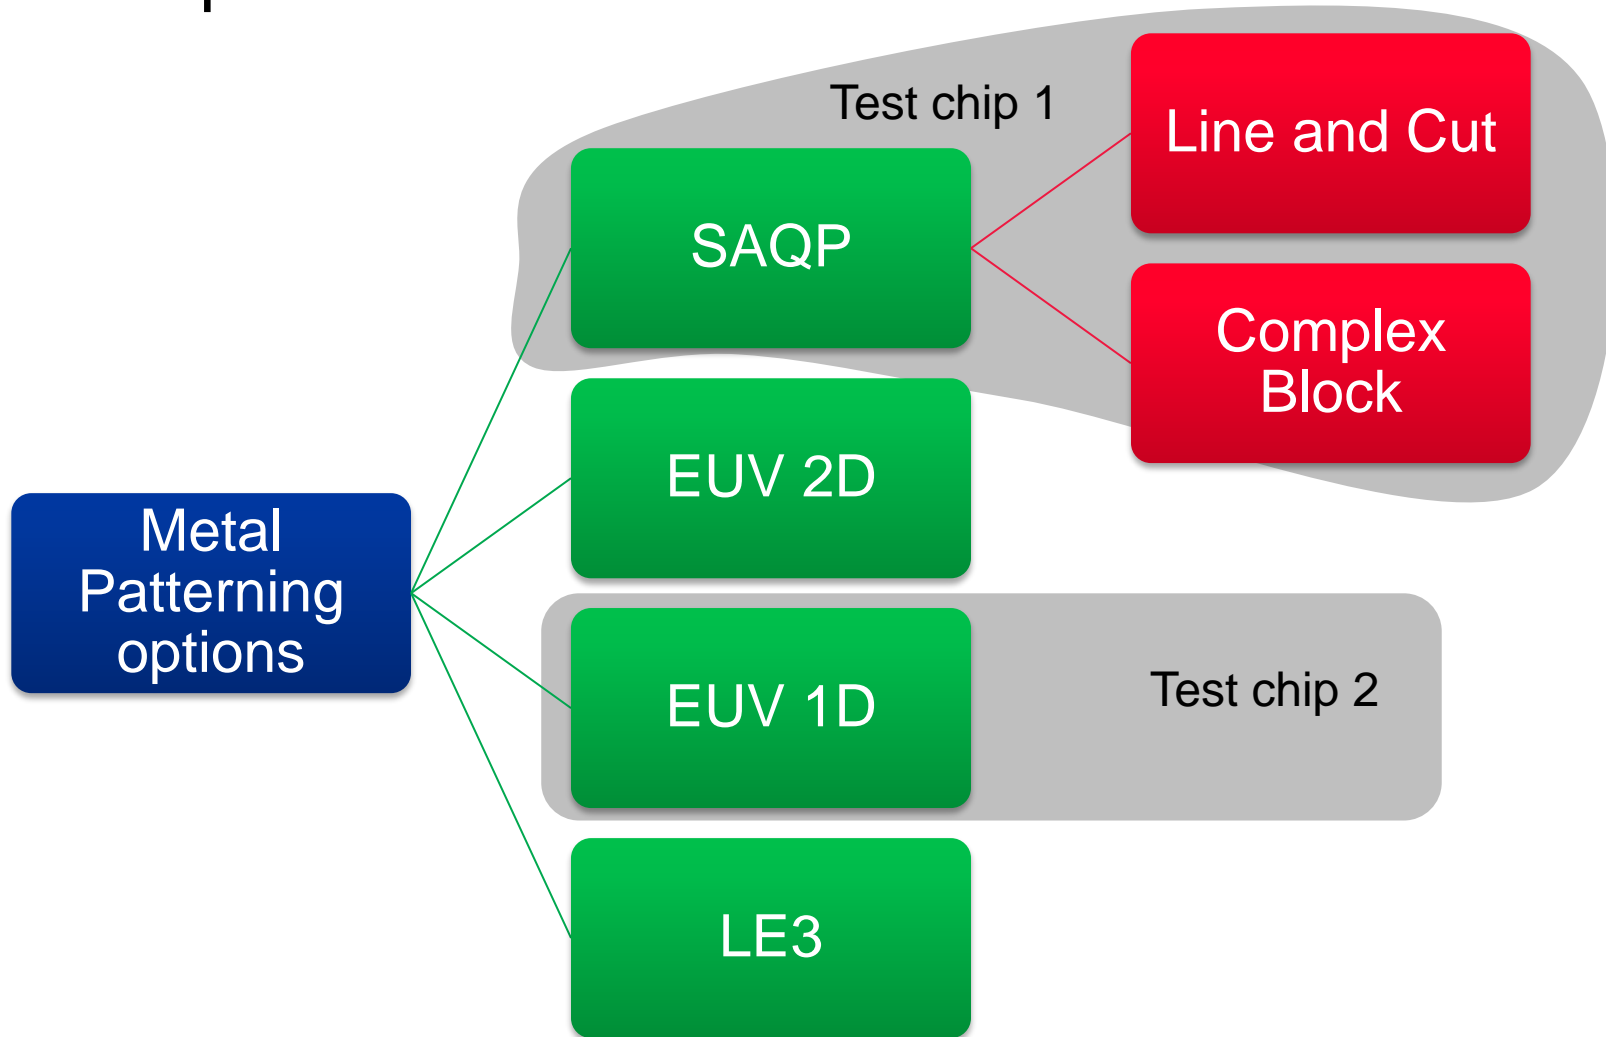 Test chip 1
Line and Cut
SAQP
Complex
Block
EUV 2D
Metal
Patterning
options
EUV 1D
Test chip 2
LE3